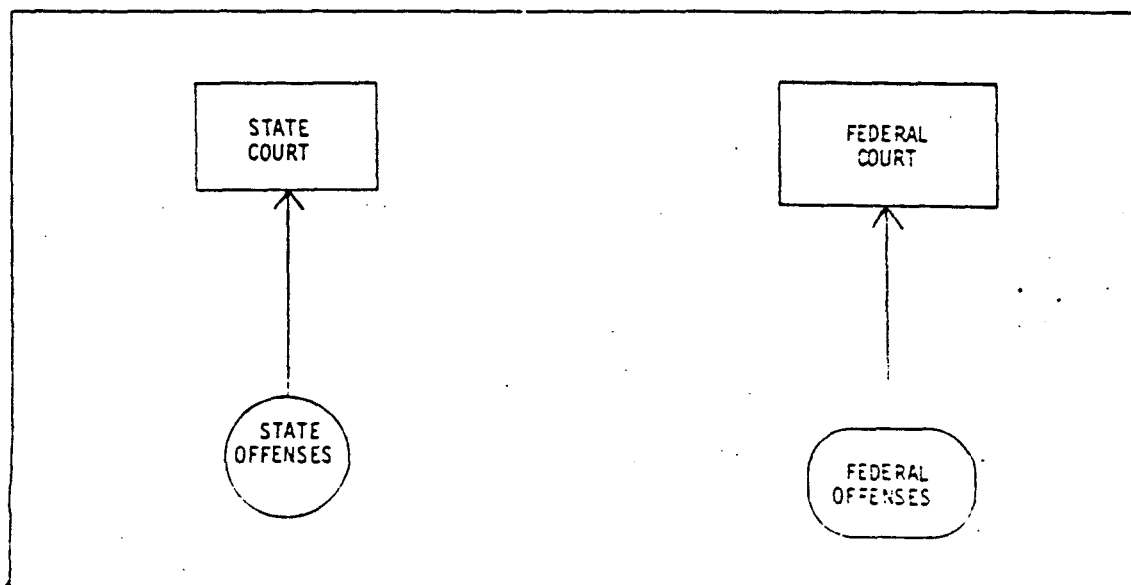 STATE
COURT
FEDERAL
COURT
STATE
OFFENSES
FEDERAL
OFFENSES